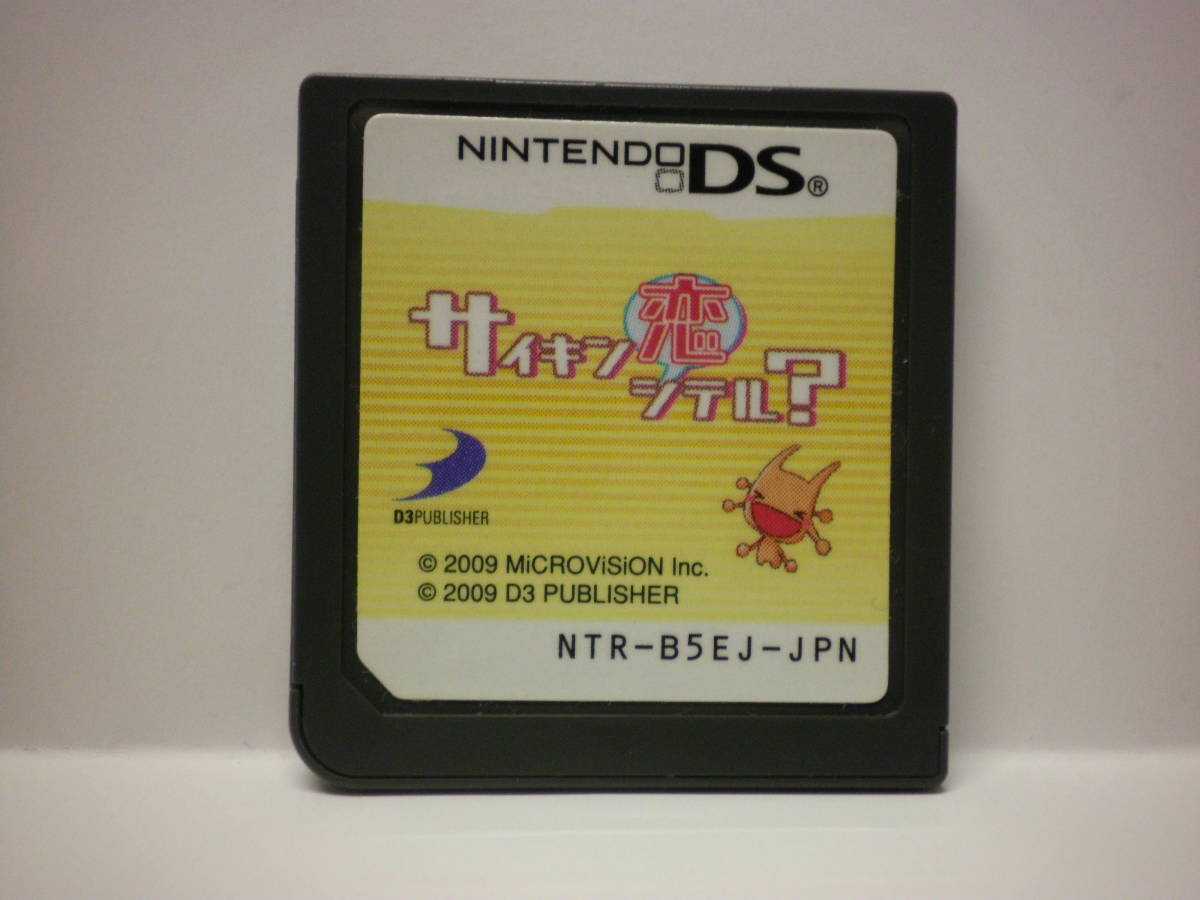 NINTENDO DS®
サイキン恋シテル?
D3PUBLISHER
© 2009 MiCROViSiON Inc.
© 2009 D3 PUBLISHER
NTR-B5EJ-JPN